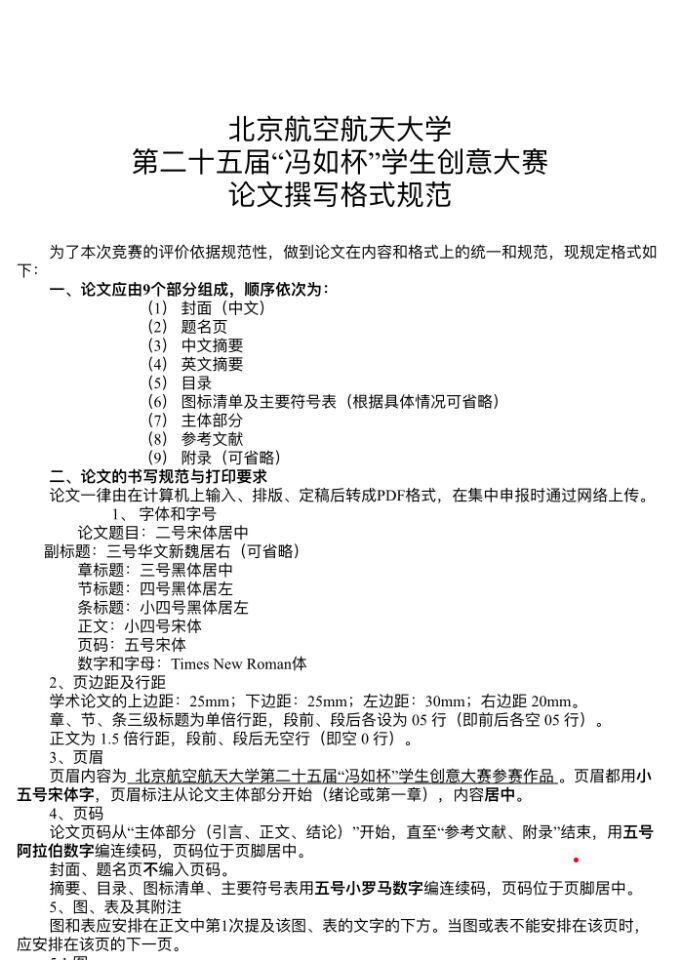 北京航空航天大学
第二十五届“冯如杯”学生创意大赛
论文撰写格式规范
为了本次竞赛的评价依据规范性，做到论文在内容和格式上的统一和规范，现规定格式如
下：
一、论文应由9个部分组成，顺序依次为：
（1） 封面（中文）
（2） 题名页
（3） 中文摘要
（4） 英文摘要
（5） 目录
（6） 图标清单及主要符号表（根据具体情况可省略）
（7） 主体部分
（8） 参考文献
（9） 附录（可省略）
二、论文的书写规范与打印要求
论文一律由在计算机上输入、排版、定稿后转成PDF格式，在集中申报时通过网络上传。
1、 字体和字号
论文题目：二号宋体居中
副标题：三号华文新魏居右（可省略）
章标题：三号黑体居中
节标题：四号黑体居左
条标题：小四号黑体居左
正文：小四号宋体
页码：五号宋体
数字和字母：Times New Roman体
2、页边距及行距
学术论文的上边距：25mm；下边距：25mm；左边距：30mm；右边距 20mm。
章、节、条三级标题为单倍行距，段前、段后各设为 05 行（即前后各空 05 行）。
正文为 1.5 倍行距，段前、段后无空行（即空 0 行）。
3、页眉
页眉内容为 北京航空航天大学第二十五届“冯如杯”学生创意大赛参赛作品 。页眉都用小
五号宋体字，页眉标注从论文主体部分开始（绪论或第一章），内容居中。
4、页码
论文页码从“主体部分（引言、正文、结论）”开始，直至“参考文献、附录”结束，用五号
阿拉伯数字编连续码，页码位于页脚居中。
封面、题名页不编入页码。
摘要、目录、图标清单、主要符号表用五号小罗马数字编连续码，页码位于页脚居中。
5、图、表及其附注
图和表应安排在正文中第1次提及该图、表的文字的下方。当图或表不能安排在该页时，
应安排在该页的下一页。